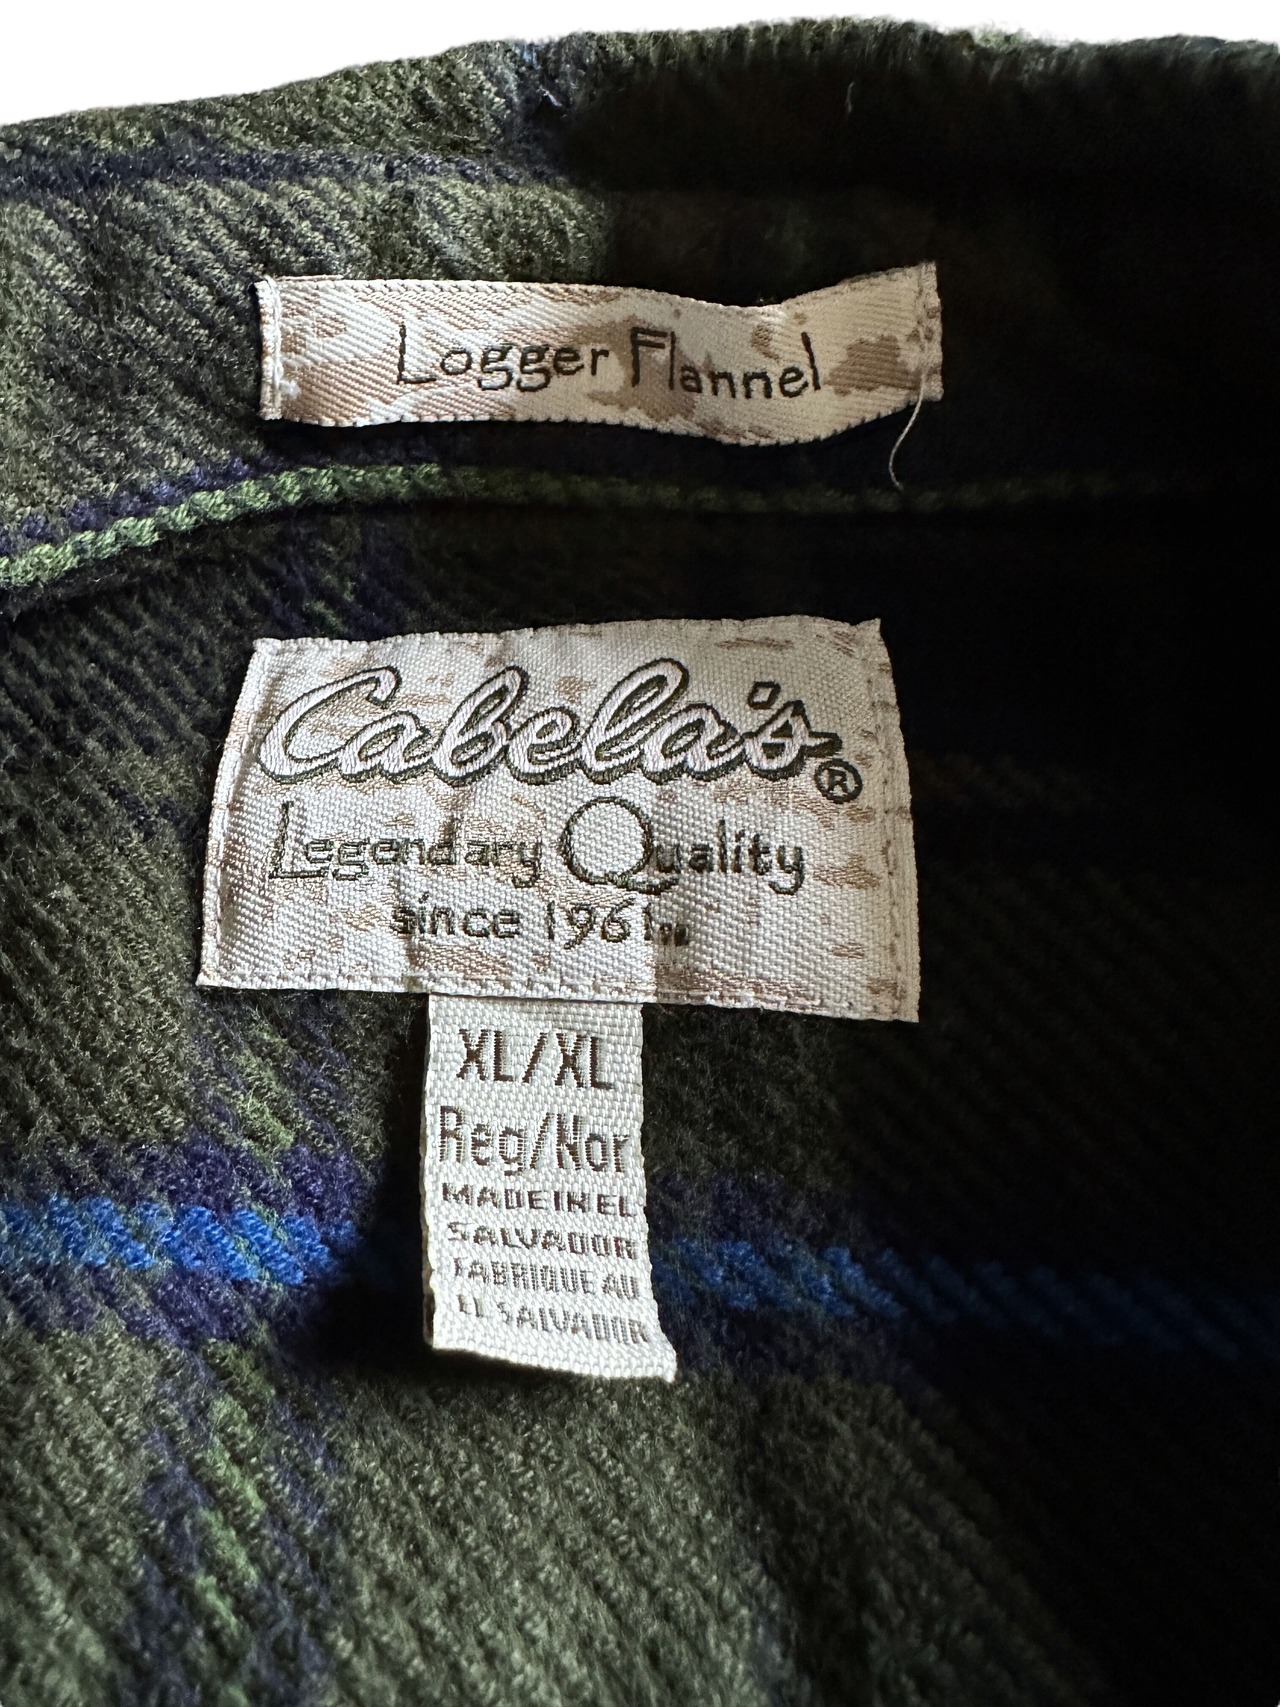 Logger Flannel
Cabela's®
Legendary Quality
since 1961
XL/XL
Reg/Nor
MADE IN EL
SALVADOR
FABRIQUE AU
EL SALVADOR